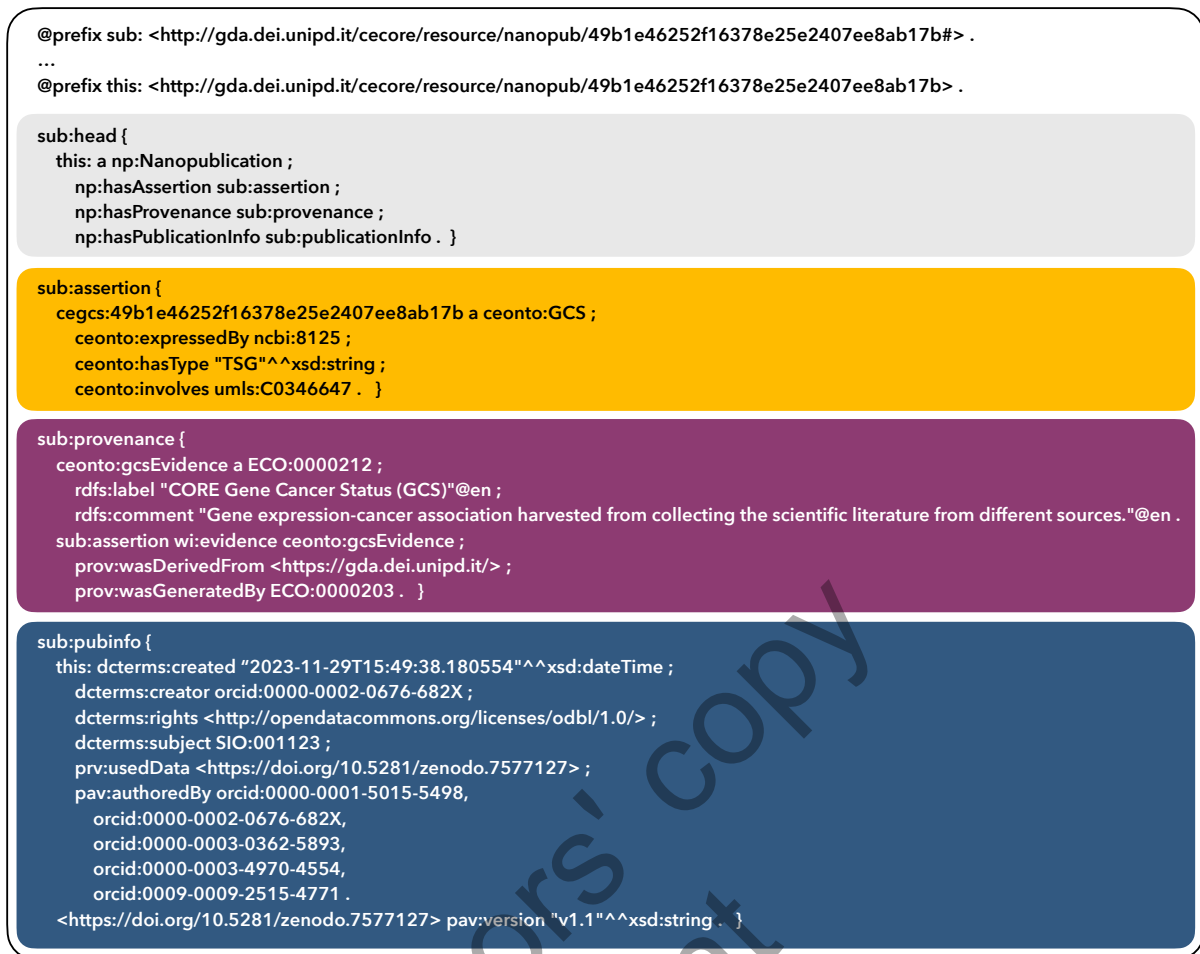 @prefix sub: <http://gda.dei.unipd.it/cecore/resource/nanopub/49b1e46252f16378e25e2407ee8ab17b#> .
...
@prefix this: <http://gda.dei.unipd.it/cecore/resource/nanopub/49b1e46252f16378e25e2407ee8ab17b> .
sub:head {
this: a np:Nanopublication ;
np:hasAssertion sub:assertion ;
np:hasProvenance sub:provenance ;
np:hasPublicationInfo sub:publicationInfo . }
sub:assertion {
cegcs:49b1e46252f16378e25e2407ee8ab17b a ceonto:GCS ;
ceonto:expressedBy ncbi:8125 ;
ceonto:hasType "TSG"^^xsd:string ;
ceonto:involves umls:C0346647 . }
sub:provenance {
ceonto:gcsEvidence a ECO:0000212 ;
rdfs:label "CORE Gene Cancer Status (GCS)"@en ;
rdfs:comment "Gene expression-cancer association harvested from collecting the scientific literature from different sources."@en .
sub:assertion wi:evidence ceonto:gcsEvidence ;
prov:wasDerivedFrom <https://gda.dei.unipd.it/> ;
prov:wasGeneratedBy ECO:0000203 . }
sub:pubinfo {
this: dcterms:created “2023-11-29T15:49:38.180554"^^xsd:dateTime ;
dcterms:creator orcid:0000-0002-0676-682X ;
dcterms:rights <http://opendatacommons.org/licenses/odbl/1.0/> ;
dcterms:subject SIO:001123 ;
prv:usedData <https://doi.org/10.5281/zenodo.7577127> ;
pav:authoredBy orcid:0000-0001-5015-5498,
orcid:0000-0002-0676-682X,
orcid:0000-0003-0362-5893,
orcid:0000-0003-4970-4554,
orcid:0009-0009-2515-4771 .
<https://doi.org/10.5281/zenodo.7577127> pav:version "v1.1"^^xsd:string . }
ors' copy